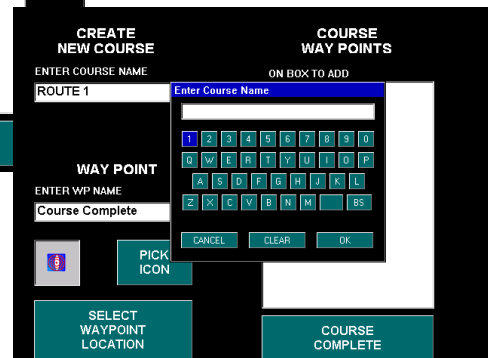 CREATE
NEW COURSE
COURSE
WAY POINTS
ENTER COURSE NAME
ON BOX TO ADD
ROUTE 1
Enter Course Name
1 2 3 4 5 6 7 8 9 0
Q W E R T Y U I O P
A S D F G H J K L
Z X C V B N M BS
CANCEL CLEAR OK
WAY POINT
ENTER WP NAME
Course Complete
PICK
ICON
SELECT
WAYPOINT
LOCATION
COURSE
COMPLETE